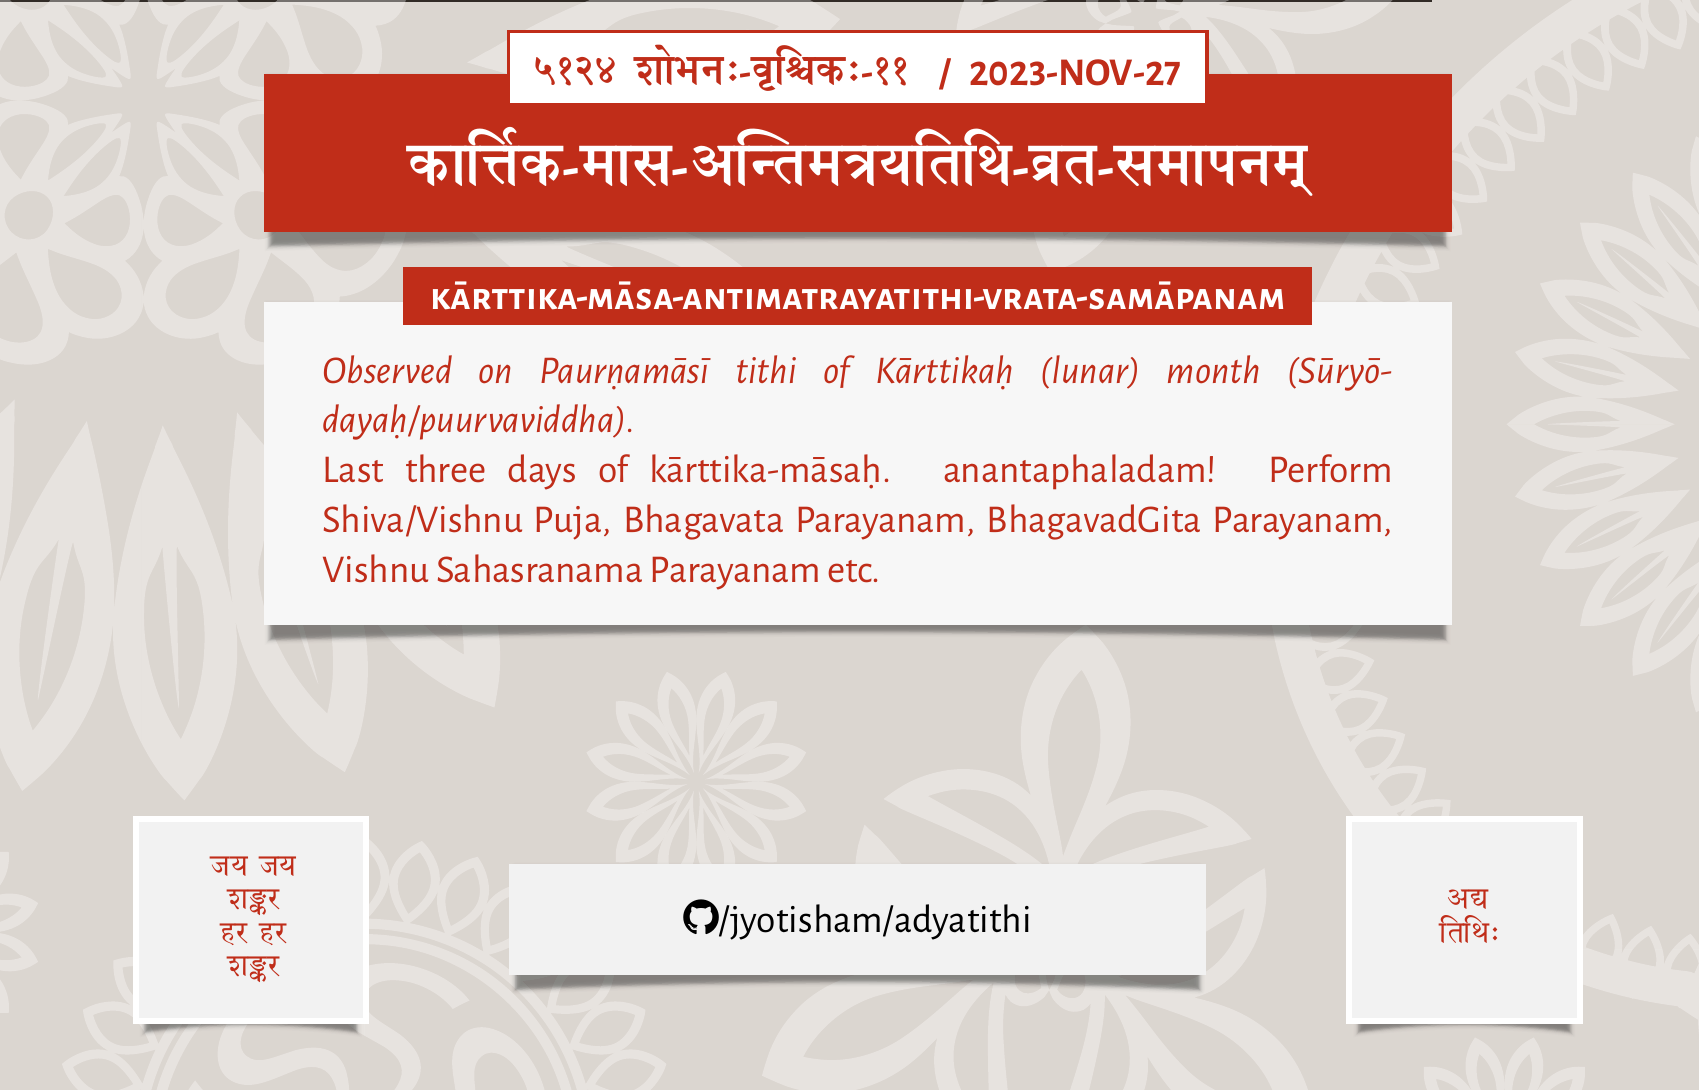 ५१२४ शोभनः-वृश्चिकः-११ / 2023-NOV-27
कार्त्तिक-मास-अन्तिमत्रयतिथि-व्रत-समापनम्
KĀRTTIKA-MĀSA-ANTIMATRAYATITHI-VRATA-SAMĀPANAM
Observed on Paurṇamāsī tithi of Kārttikaḥ (lunar) month (Sūryō-
dayaḥ/puurvaviddha).
Last three days of kārttika-māsaḥ. anantaphaladam! Perform
Shiva/Vishnu Puja, Bhagavata Parayanam, BhagavadGita Parayanam,
Vishnu Sahasranama Parayanam etc.
जय जय
शङ्कर
हर हर
शङ्कर
/jyotisham/adyatithi
अद्य
तिथिः